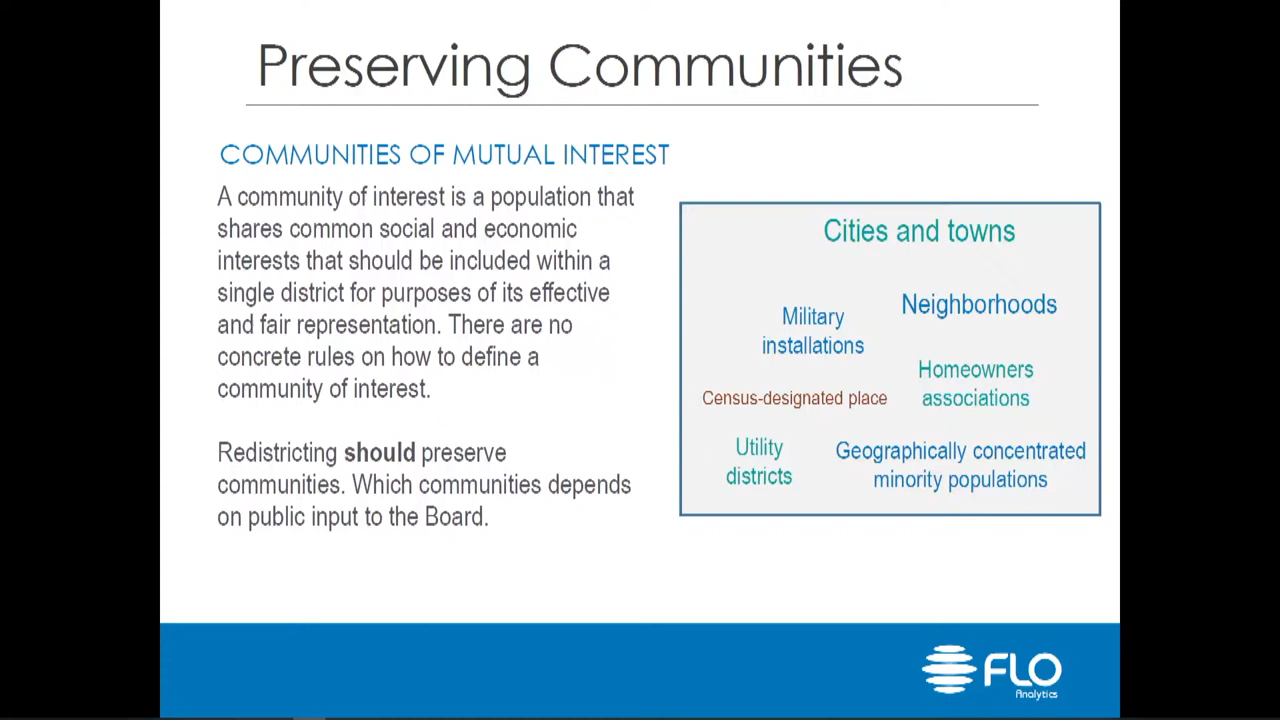 Preserving Communities
COMMUNITIES OF MUTUAL INTEREST
A community of interest is a population that
shares common social and economic
interests that should be included within a
single district for purposes of its effective
and fair representation. There are no
concrete rules on how to define a
community of interest.
Redistricting should preserve
communities. Which communities depends
on public input to the Board.
Cities and towns
Neighborhoods
Military
installations
Homeowners
associations
Census-designated place
Utility
districts
Geographically concentrated
minority populations
FLO
Analytics